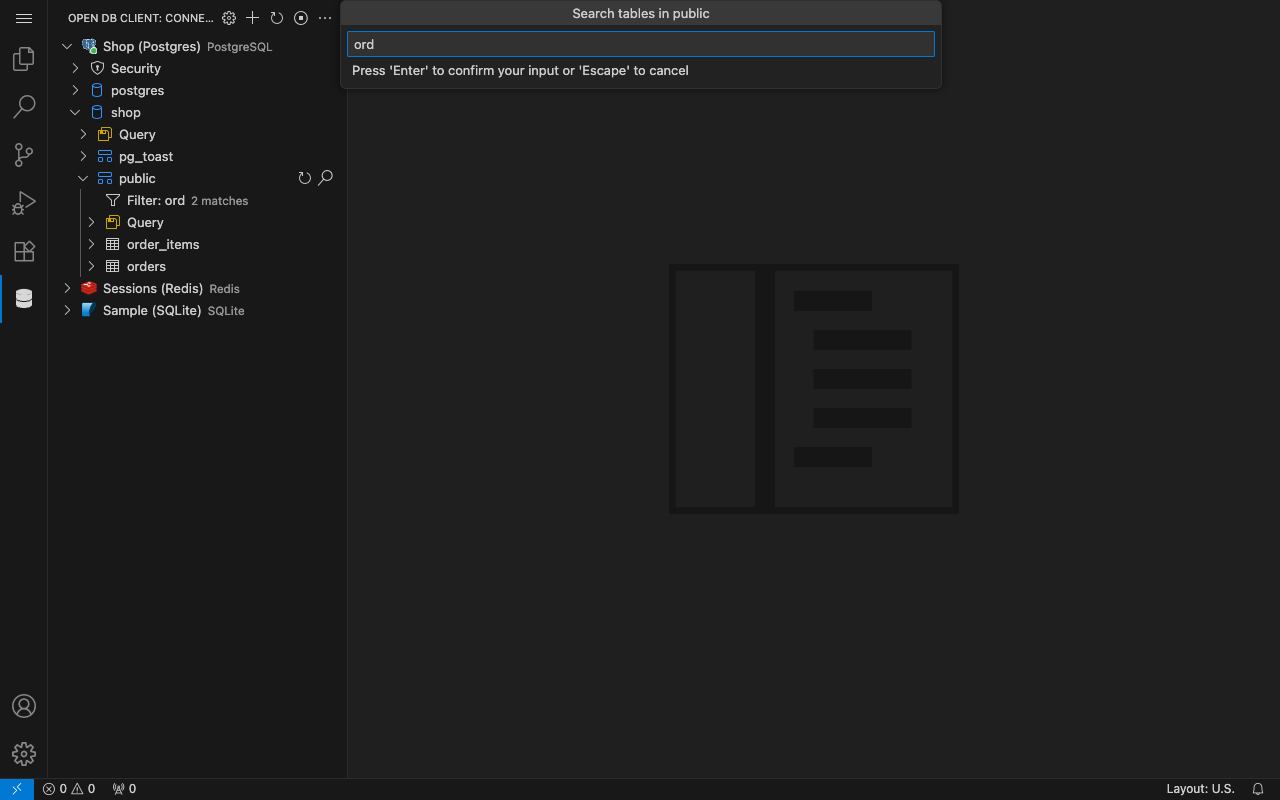 OPEN DB CLIENT: CONNE...
Search tables in public
ord
Press 'Enter' to confirm your input or 'Escape' to cancel
Shop (Postgres) PostgreSQL
Security
postgres
shop
Query
pg_toast
public
Filter: ord 2 matches
Query
order_items
orders
Sessions (Redis) Redis
Sample (SQLite) SQLite
0 0 0
Layout: U.S.